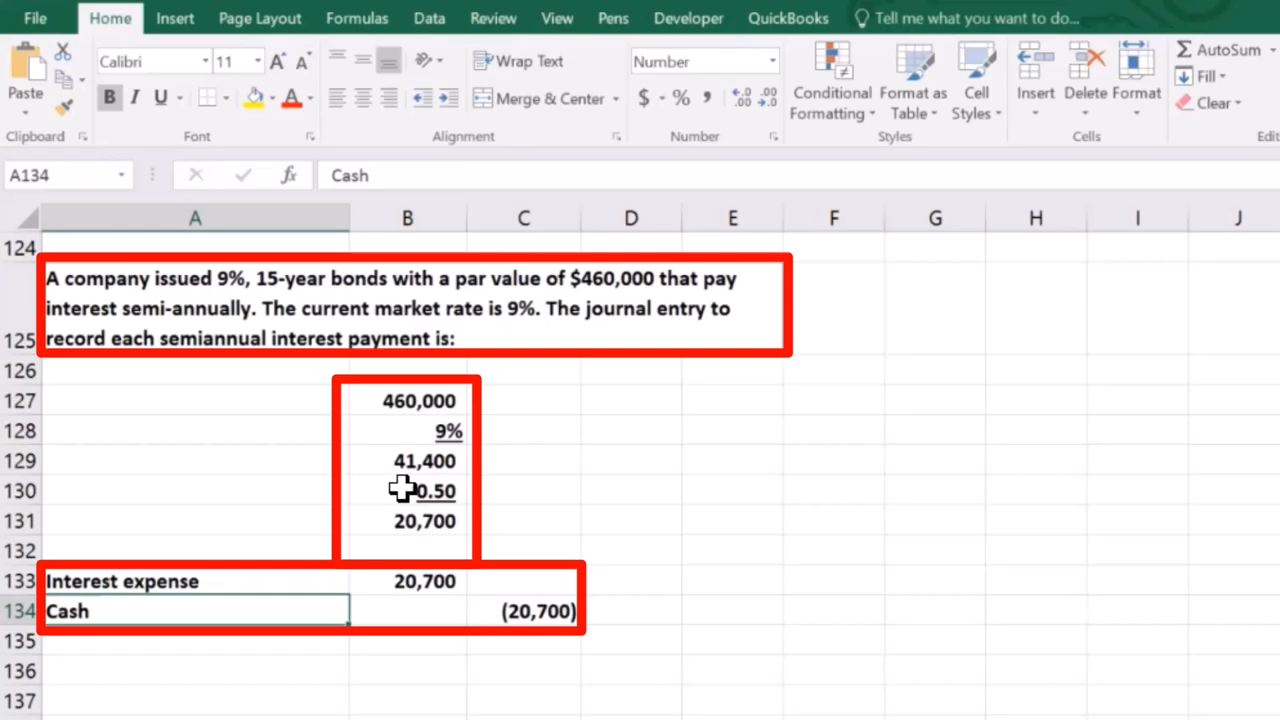 File Home Insert Page Layout Formulas Data Review View Pens Developer QuickBooks Tell me what you want to do...
Calibri 11 A A Wrap Text Number AutoSum
Paste B I U A Merge & Center $ % Conditional Formatting Format as Table Cell Styles Insert Delete Format Fill Clear
Clipboard Font Alignment Number Styles Cells Edit
A134 fx Cash
A B C D E F G H I J
124
A company issued 9%, 15-year bonds with a par value of $460,000 that pay
interest semi-annually. The current market rate is 9%. The journal entry to
125 record each semiannual interest payment is:
126
127 460,000
128 9%
129 41,400
130 0.50
131 20,700
132
133 Interest expense 20,700
134 Cash (20,700)
135
136
137